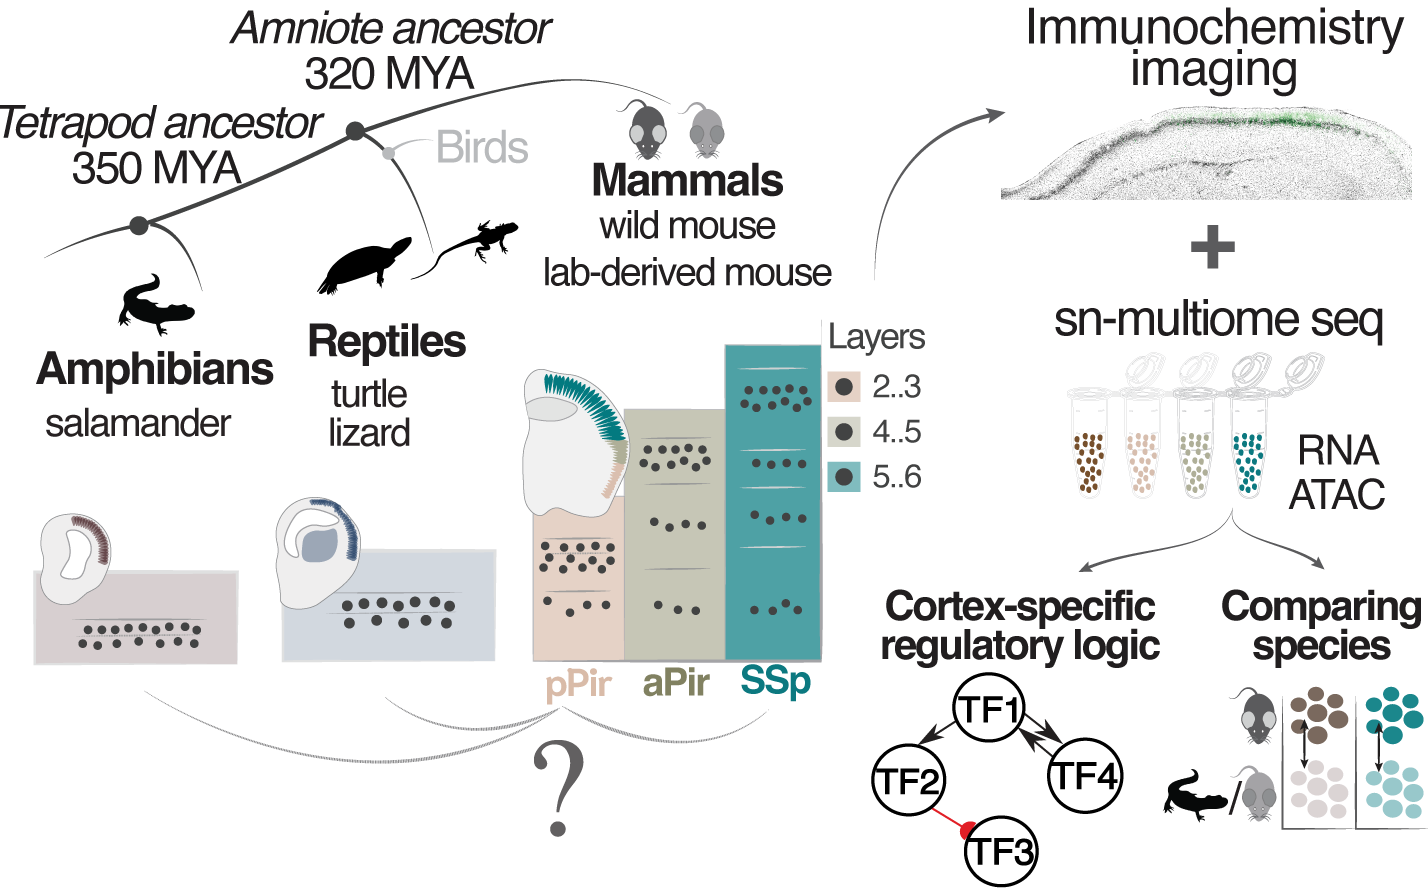 Amniote ancestor
320 MYA
Tetrapod ancestor
350 MYA
Birds
Mammals
wild mouse
lab-derived mouse
Amphibians
salamander
Reptiles
turtle
lizard
Layers
2..3
4..5
5..6
pPir
aPir
SSp
?
Immunochemistry
imaging
+
sn-multiome seq
RNA
ATAC
Cortex-specific
regulatory logic
TF1
TF2
TF4
TF3
Comparing
species
/